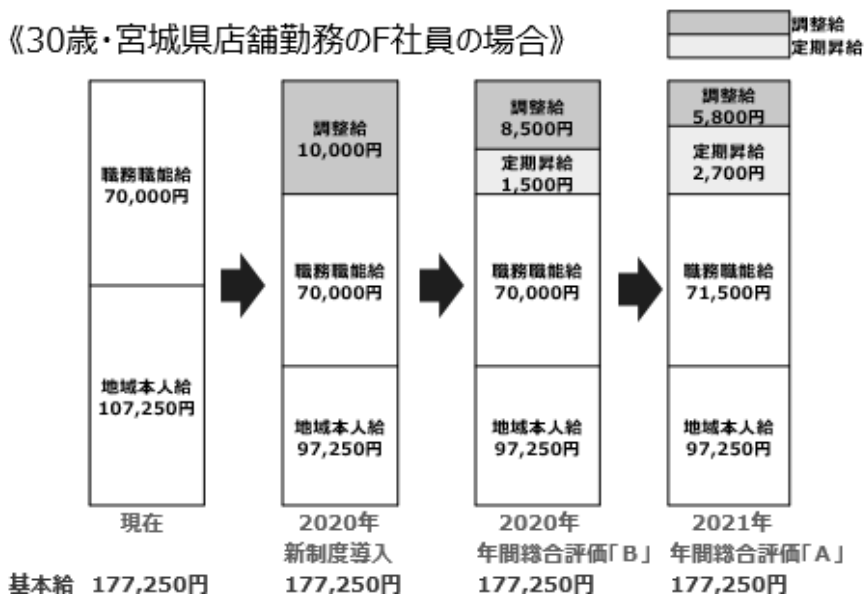 《30歳・宮城県店舗勤務のF社員の場合》
調整給
定期昇給
職務職能給
70,000円
地域本人給
107,250円
現在
調整給
10,000円
職務職能給
70,000円
地域本人給
97,250円
2020年
新制度導入
調整給
8,500円
定期昇給
1,500円
職務職能給
70,000円
地域本人給
97,250円
2020年
年間総合評価「B」
調整給
5,800円
定期昇給
2,700円
職務職能給
71,500円
地域本人給
97,250円
2021年
年間総合評価「A」
基本給 177,250円 177,250円 177,250円 177,250円